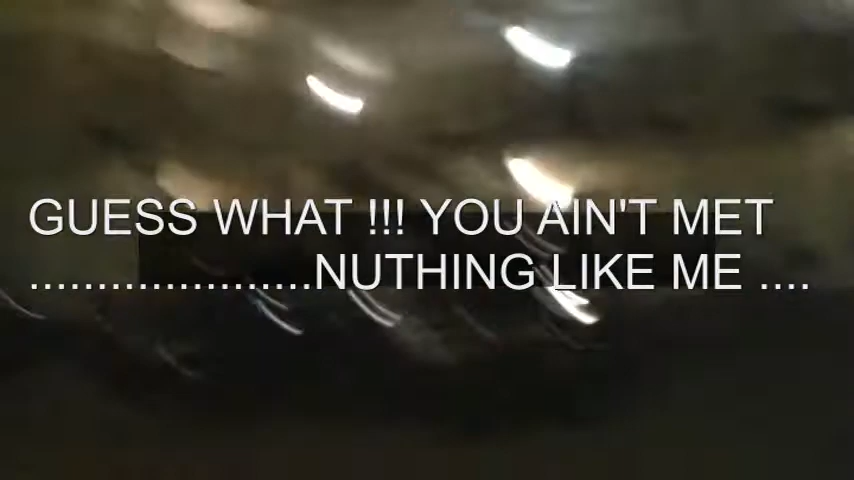 GUESS WHAT !!! YOU AIN'T MET
.....................NUTHING LIKE ME ....